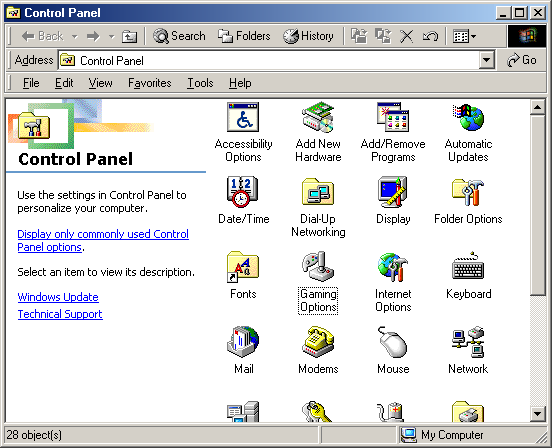 Control Panel
Back
Search
Folders
History
Address
Control Panel
Go
File Edit View Favorites Tools Help
Control Panel
Use the settings in Control Panel to
personalize your computer.
Display only commonly used Control
Panel options.
Select an item to view its description.
Windows Update
Technical Support
Accessibility
Options
Add New
Hardware
Add/Remove
Programs
Automatic
Updates
Date/Time
Dial-Up
Networking
Display
Folder Options
Fonts
Gaming
Options
Internet
Options
Keyboard
Mail
Modems
Mouse
Network
28 object(s)
My Computer